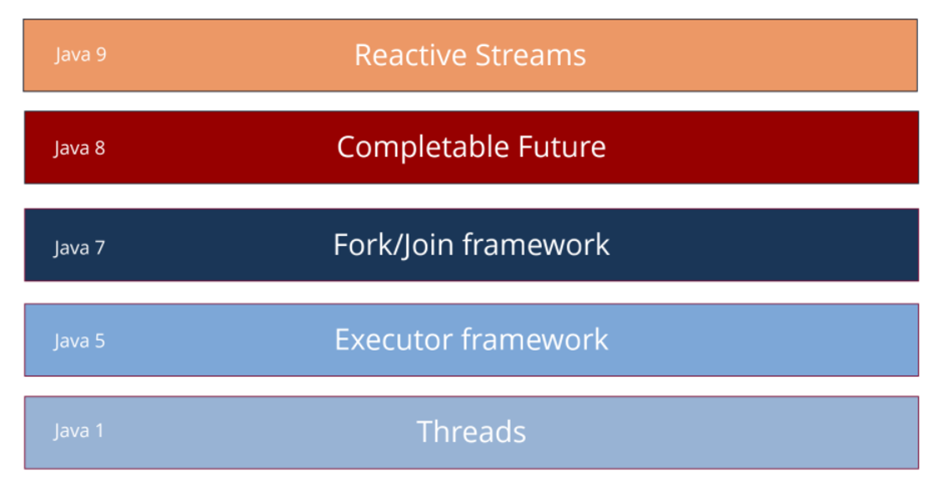 Java 9 Reactive Streams
Java 8 Completable Future
Java 7 Fork/Join framework
Java 5 Executor framework
Java 1 Threads